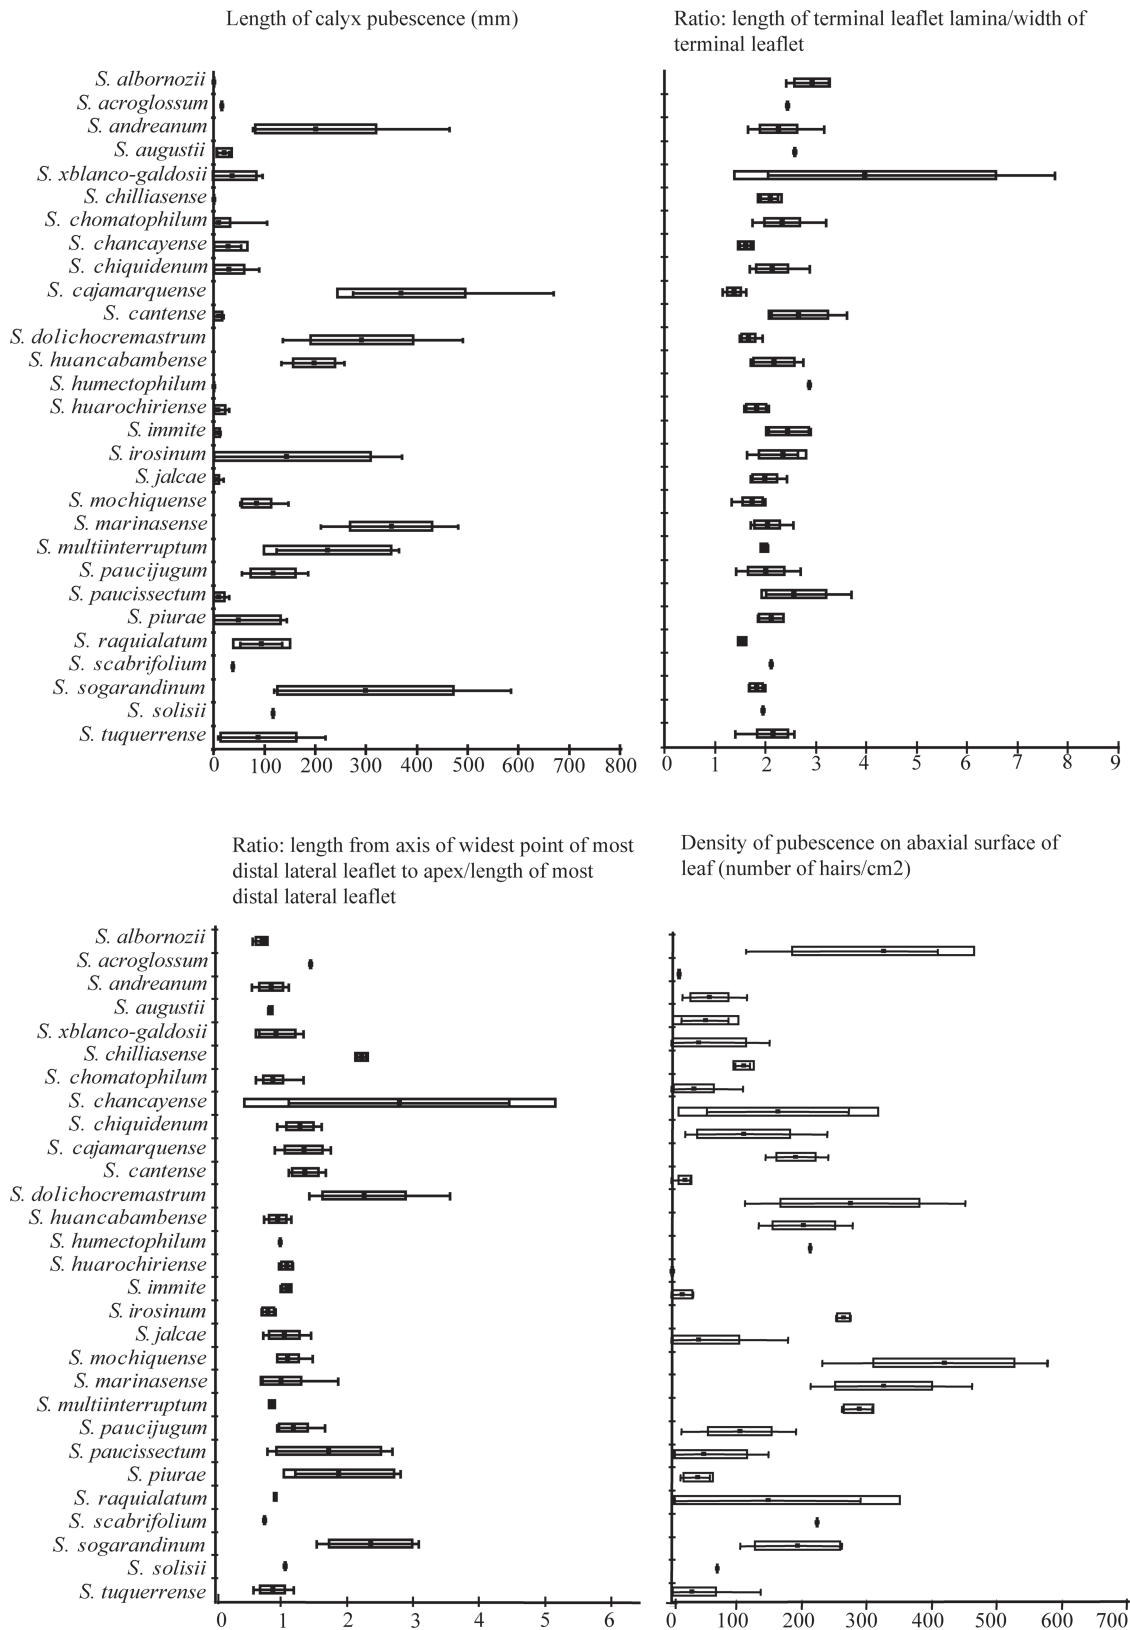 Length of calyx pubescence (mm)
S. albornozii
S. acroglossum
S. andreanum
S. augustii
S. xblanco-galdosii
S. chilliasense
S. chomatophilum
S. chancayense
S. chiquidenum
S. cajamarquense
S. cantense
S. dolichocremastrum
S. huancabambense
S. humectophilum
S. huarochiriense
S. immite
S. irosinum
S. jalcae
S. mochiquense
S. marinasense
S. multiinterruptum
S. paucijugum
S. paucissectum
S. piurae
S. raquialatum
S. scabrifolium
S. sogarandinum
S. solisii
S. tuquerrense
0 100 200 300 400 500 600 700 800
Ratio: length of terminal leaflet lamina/width of
terminal leaflet
0 1 2 3 4 5 6 7 8 9
Ratio: length from axis of widest point of most
distal lateral leaflet to apex/length of most
distal lateral leaflet
S. albornozii
S. acroglossum
S. andreanum
S. augustii
S. xblanco-galdosii
S. chilliasense
S. chomatophilum
S. chancayense
S. chiquidenum
S. cajamarquense
S. cantense
S. dolichocremastrum
S. huancabambense
S. humectophilum
S. huarochiriense
S. immite
S. irosinum
S. jalcae
S. mochiquense
S. marinasense
S. multiinterruptum
S. paucijugum
S. paucissectum
S. piurae
S. raquialatum
S. scabrifolium
S. sogarandinum
S. solisii
S. tuquerrense
0 1 2 3 4 5 6
Density of pubescence on abaxial surface of
leaf (number of hairs/cm2)
0 100 200 300 400 500 600 700